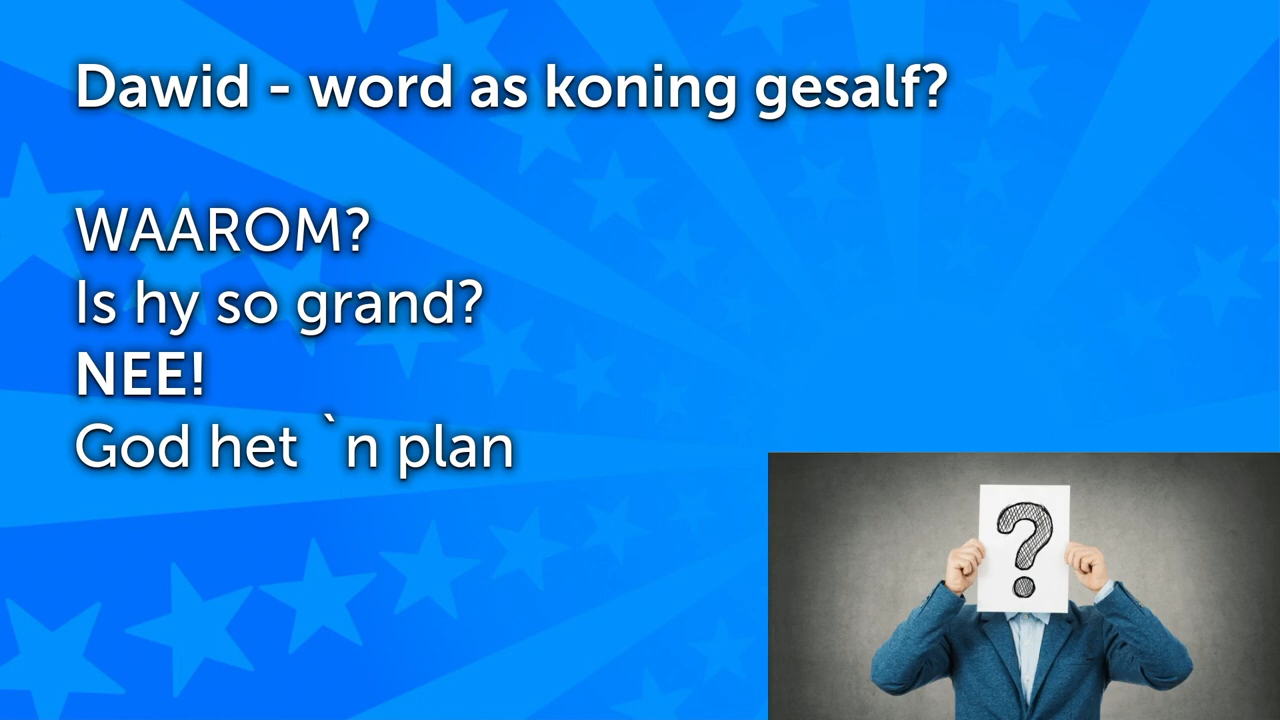 Dawid - word as koning gesalf?
WAAROM?
Is hy so grand?
NEE!
God het `n plan
?